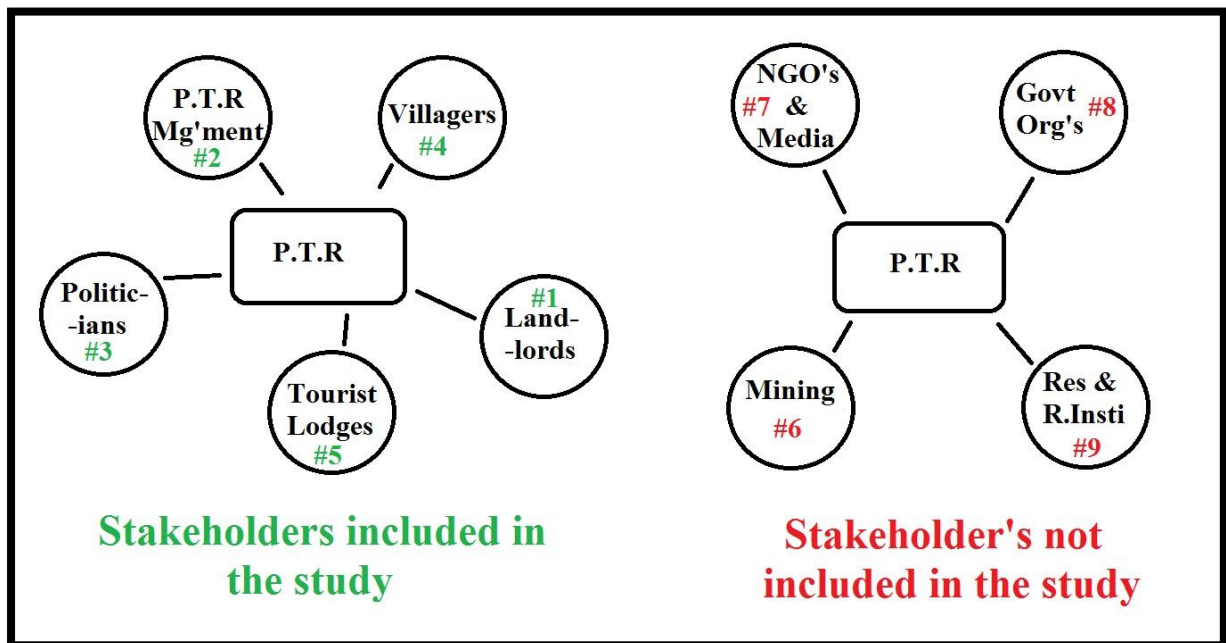 P.T.R
Mg'ment
#2
Villagers
#4
P.T.R
Politic-
-ians
#3
#1
Land-
-lords
Tourist
Lodges
#5
Stakeholders included in
the study
NGO's
#7 &
Media
Govt
Org's #8
P.T.R
Mining
#6
Res &
R.Insti
#9
Stakeholder's not
included in the study